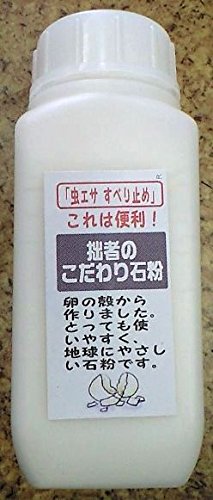 「虫エサ すべり止め」
これは便利！
拙者の
こだわり石粉
卵の殻から
作りました。
とっても使
いやすく、
地球にやさし
い石粉です。